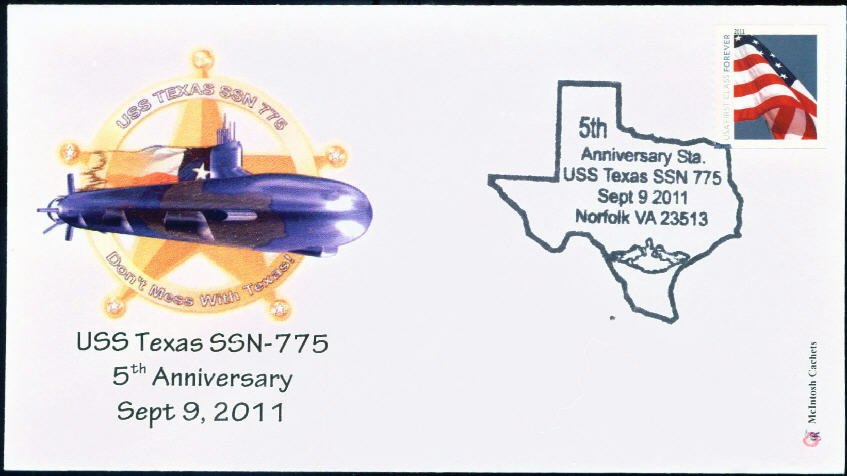 USS TEXAS SSN 775
Don't Mess With Texas!
USS Texas SSN-775
5th Anniversary
Sept 9, 2011
5th
Anniversary Sta.
USS Texas SSN 775
Sept 9 2011
Norfolk VA 23513
2011
USA FIRST CLASS FOREVER
McIntosh Cachets